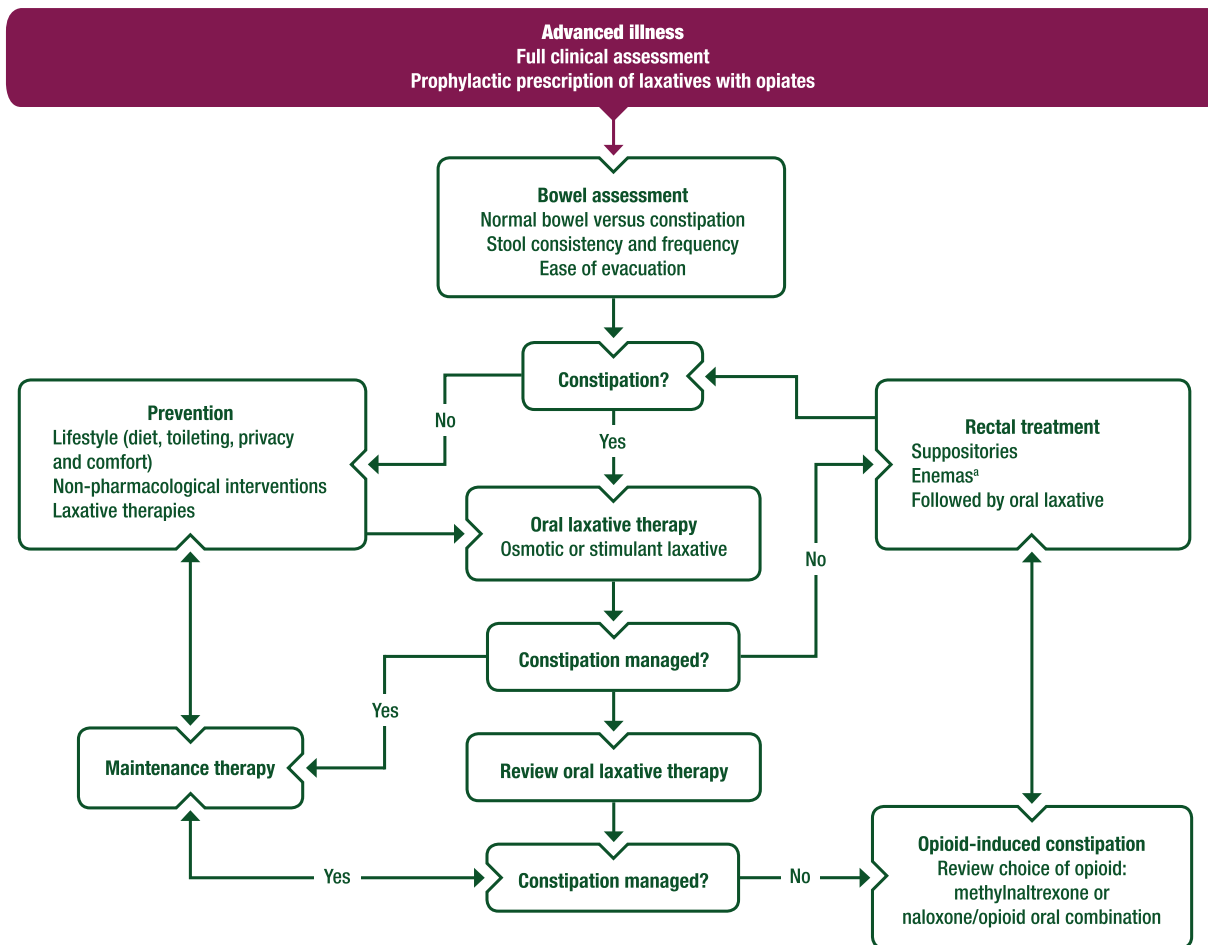 Advanced illness
Full clinical assessment
Prophylactic prescription of laxatives with opiates
Bowel assessment
Normal bowel versus constipation
Stool consistency and frequency
Ease of evacuation
Constipation?
No
Yes
Prevention
Lifestyle (diet, toileting, privacy
and comfort)
Non-pharmacological interventions
Laxative therapies
Rectal treatment
Suppositories
Enemasᵃ
Followed by oral laxative
Oral laxative therapy
Osmotic or stimulant laxative
No
Constipation managed?
Yes
Maintenance therapy
Review oral laxative therapy
Constipation managed?
Yes
No
Opioid-induced constipation
Review choice of opioid:
methylnaltrexone or
naloxone/opioid oral combination